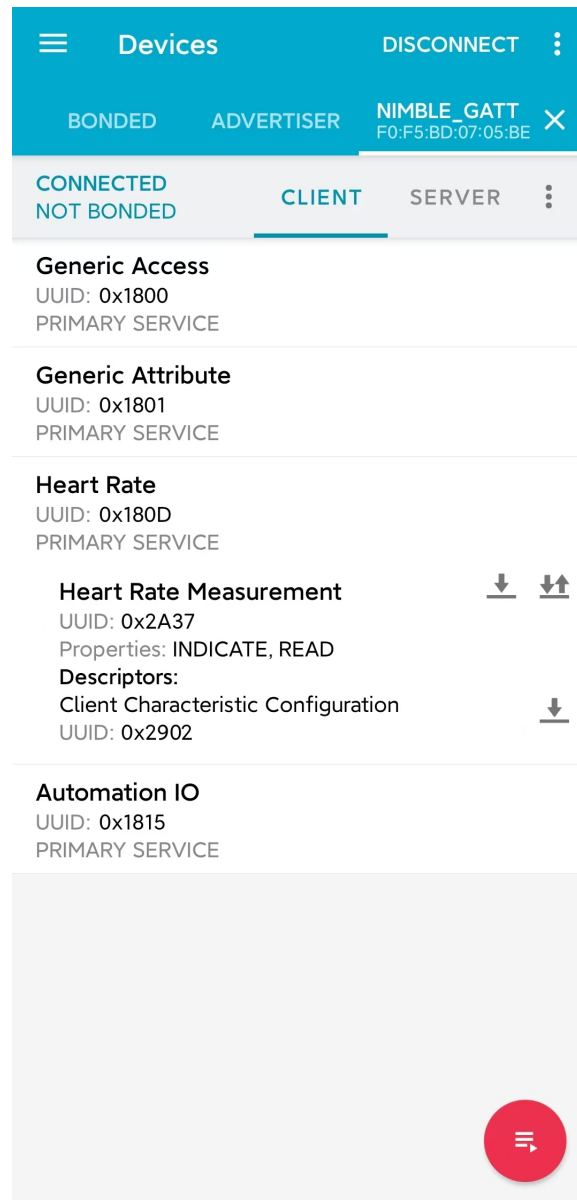 Devices
DISCONNECT
BONDED
ADVERTISER
NIMBLE_GATT
F0:F5:BD:07:05:BE
CONNECTED
NOT BONDED
CLIENT
SERVER
Generic Access
UUID: 0x1800
PRIMARY SERVICE
Generic Attribute
UUID: 0x1801
PRIMARY SERVICE
Heart Rate
UUID: 0x180D
PRIMARY SERVICE
Heart Rate Measurement
UUID: 0x2A37
Properties: INDICATE, READ
Descriptors:
Client Characteristic Configuration
UUID: 0x2902
Automation IO
UUID: 0x1815
PRIMARY SERVICE